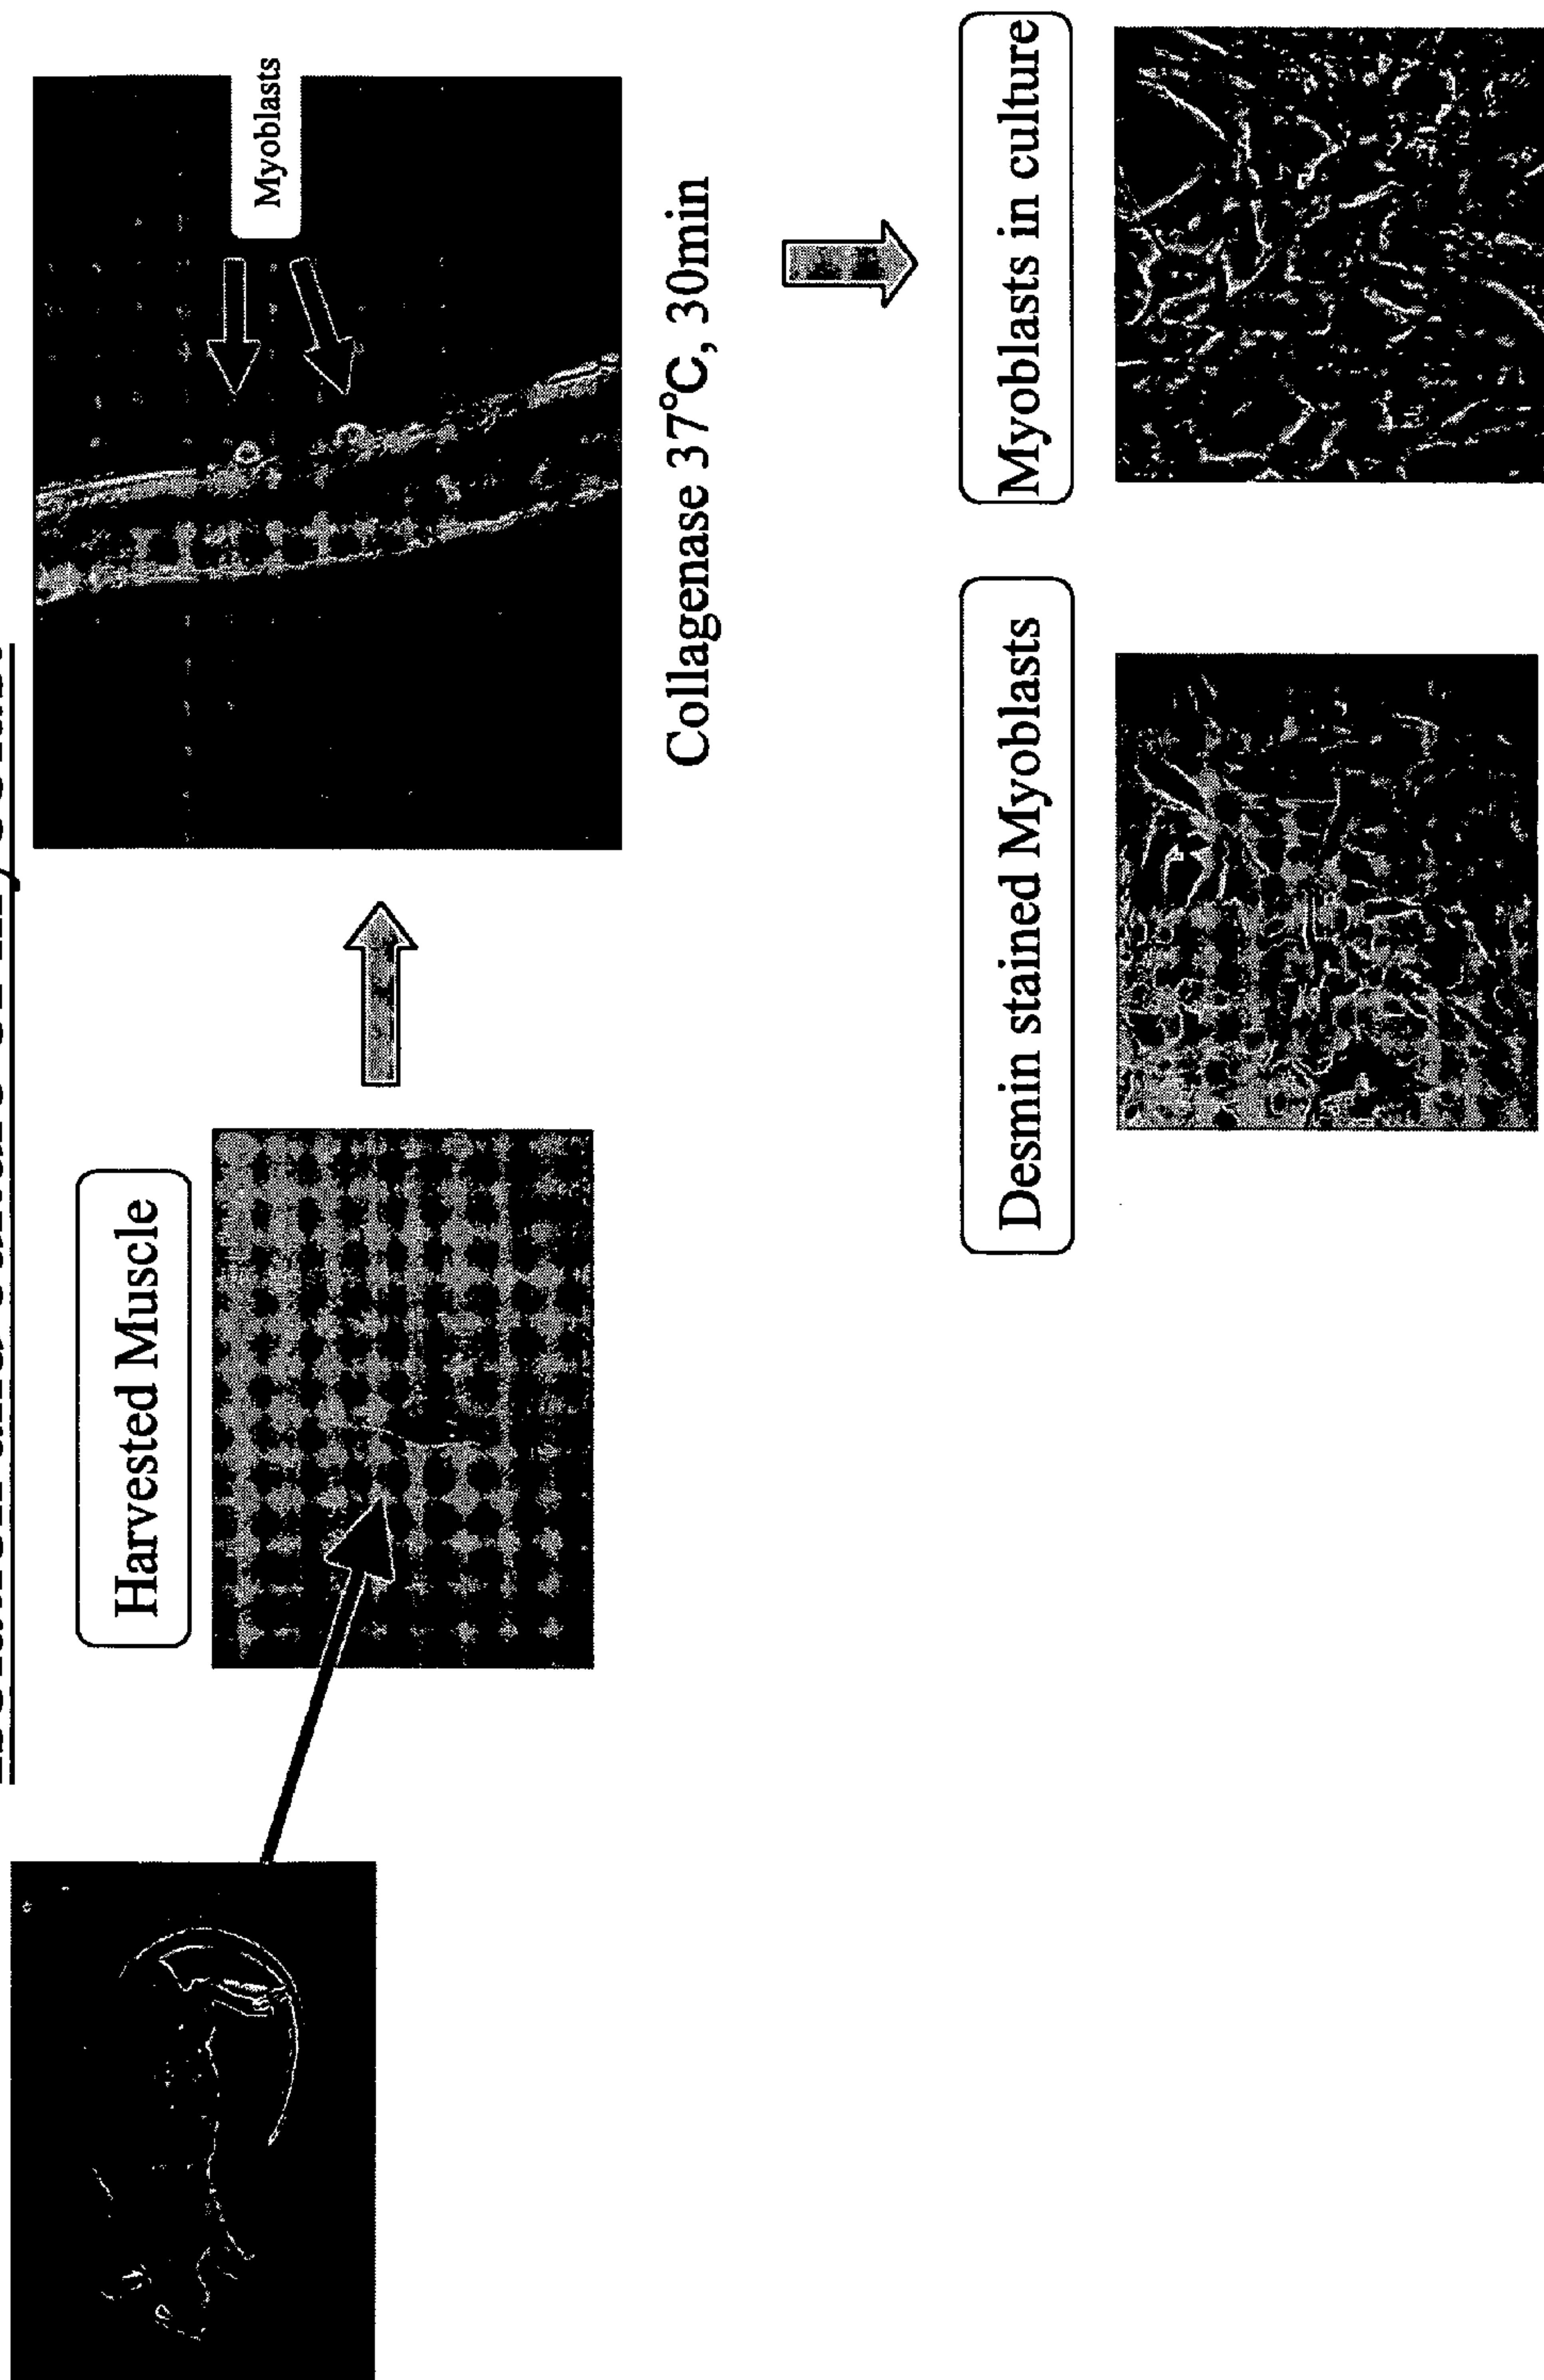 Harvested Muscle
Myoblasts
Collagenase 37°C, 30min
Desmin stained Myoblasts
Myoblasts in culture